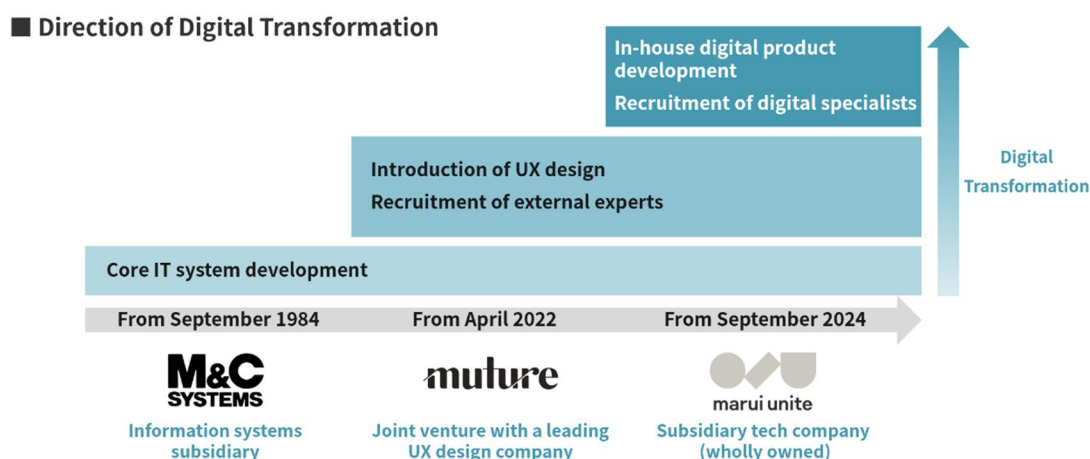 ■ Direction of Digital Transformation
In-house digital product
development
Recruitment of digital specialists
Introduction of UX design
Recruitment of external experts
Digital
Transformation
Core IT system development
From September 1984
From April 2022
From September 2024
M&C
SYSTEMS
muture
marui unite
Information systems
subsidiary
Joint venture with a leading
UX design company
Subsidiary tech company
(wholly owned)